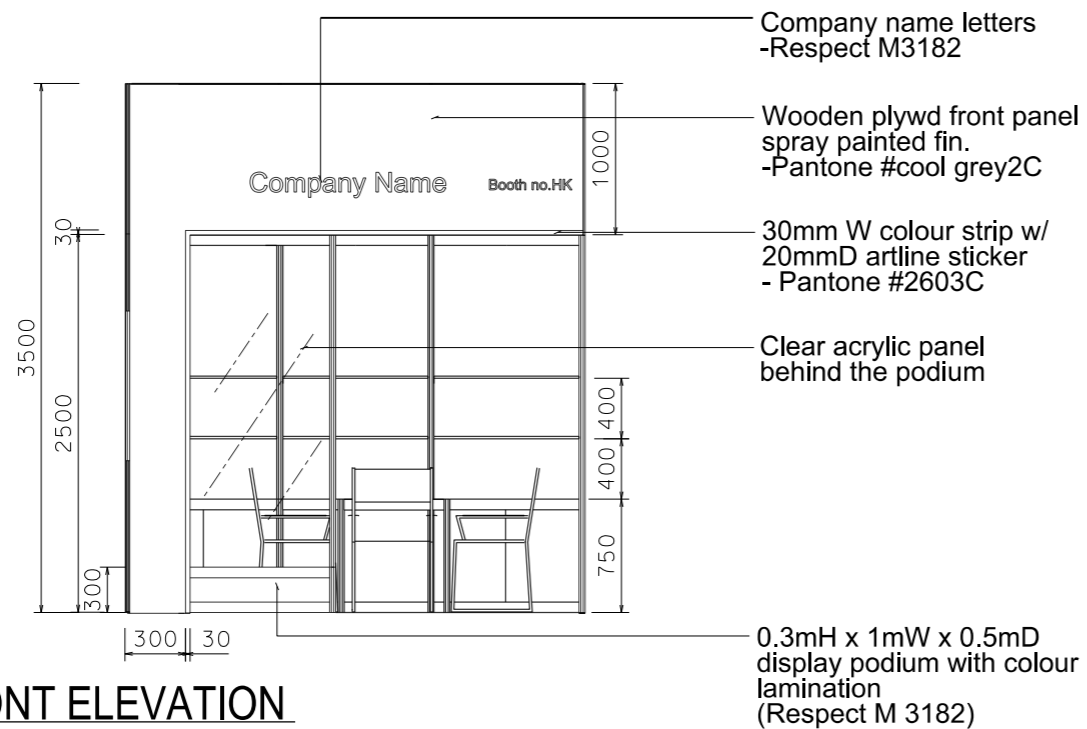 Company name letters
-Respect M3182
Wooden plywd front panel
spray painted fin.
-Pantone #cool grey2C
30mm W colour strip w/
20mmD artline sticker
- Pantone #2603C
Clear acrylic panel
behind the podium
0.3mH x 1mW x 0.5mD
display podium with colour
lamination
(Respect M 3182)
Company Name
Booth no.HK
1000
30
3500
2500
400
400
750
300
300
30
ONT ELEVATION